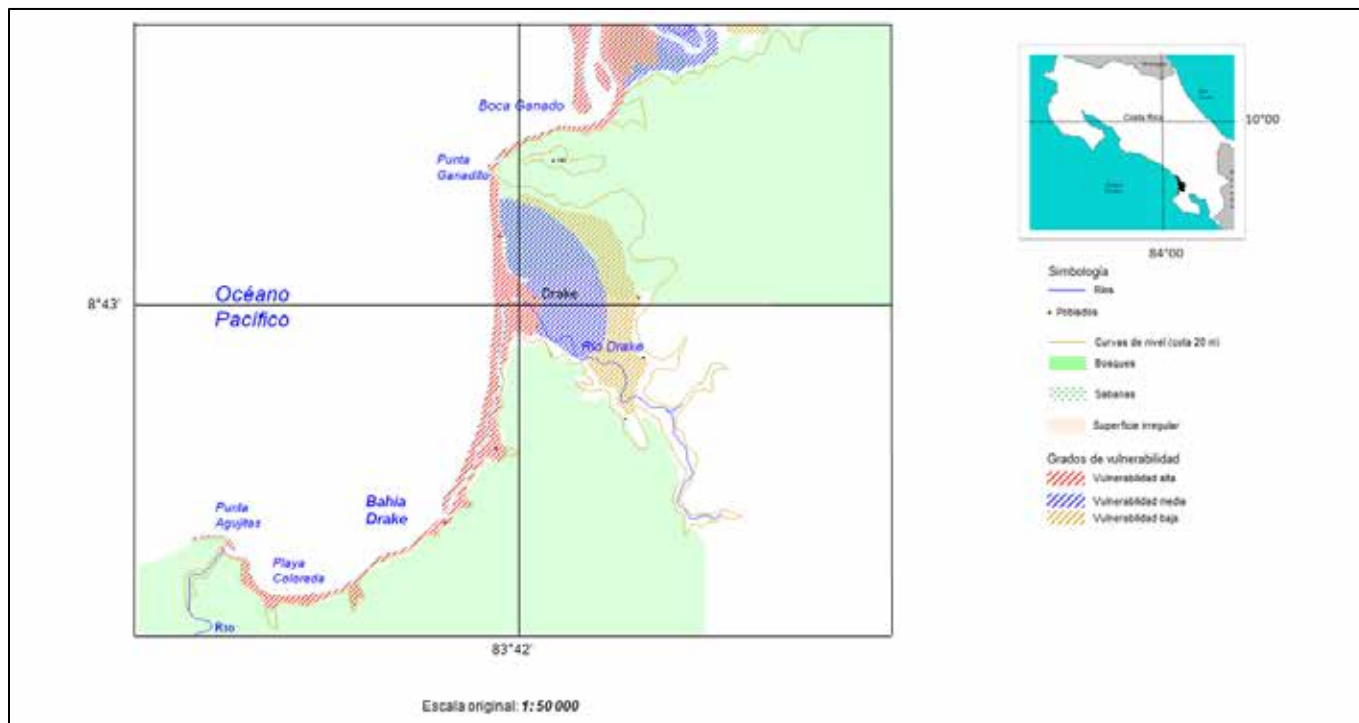 Boca Ganado
Punta
Ganadillo
Drake
8°43'
Océano
Pacífico
Río Drake
Bahía
Drake
Punta
Agujitas
Playa
Colorada
Río
83°42'
Escala original: 1: 50 000
Costa Rica
10°00
84°00
Simbología
Ríos
Poblados
Curvas de nivel (cota 20 m)
Bosques
Sabanas
Superficie irregular
Grados de vulnerabilidad
Vulnerabilidad alta
Vulnerabilidad media
Vulnerabilidad baja